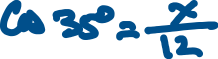 cos 35° = x/12